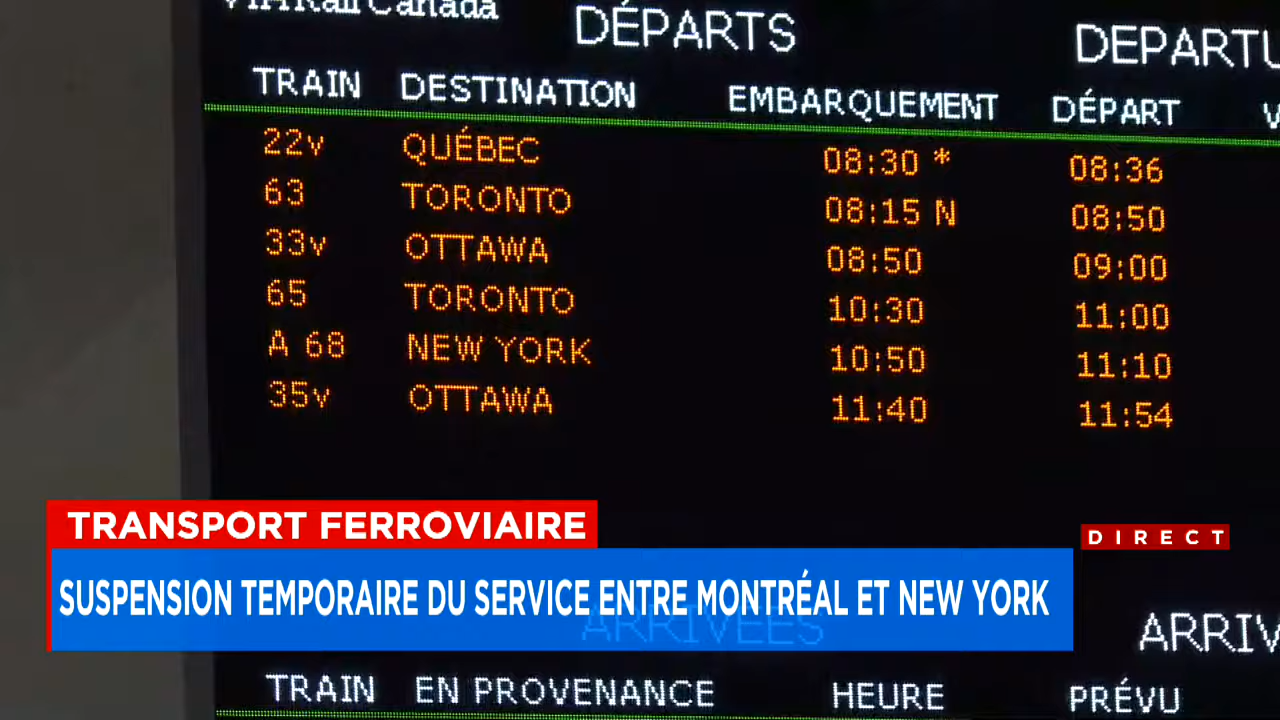 VIA Rail Canada
DÉPARTS
DEPARTU
TRAIN DESTINATION EMBARQUEMENT DÉPART V
22v QUÉBEC 08:30 * 08:36
63 TORONTO 08:15 N 08:50
33v OTTAWA 08:50 09:00
65 TORONTO 10:30 11:00
A 68 NEW YORK 10:50 11:10
35v OTTAWA 11:40 11:54
TRANSPORT FERROVIAIRE
DIRECT
SUSPENSION TEMPORAIRE DU SERVICE ENTRE MONTRÉAL ET NEW YORK
ARRIVÉES
ARRIV
TRAIN EN PROVENANCE HEURE PRÉVU